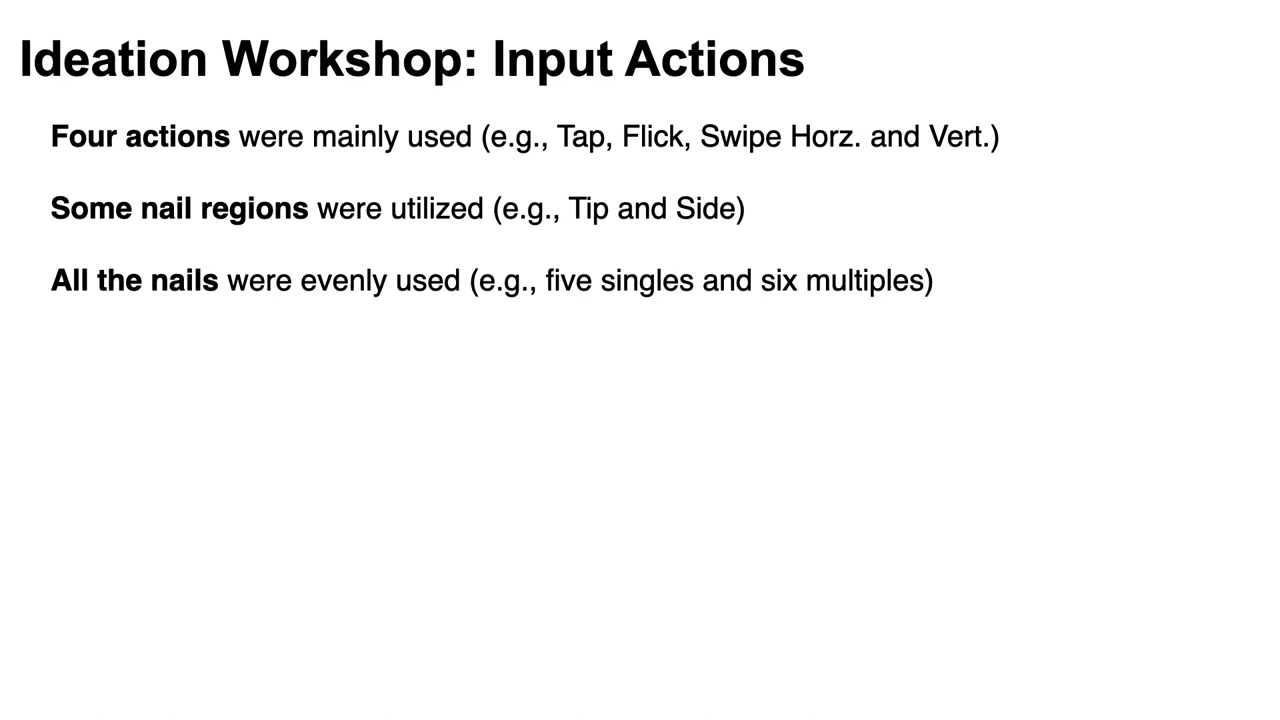 Ideation Workshop: Input Actions
Four actions were mainly used (e.g., Tap, Flick, Swipe Horz. and Vert.)
Some nail regions were utilized (e.g., Tip and Side)
All the nails were evenly used (e.g., five singles and six multiples)